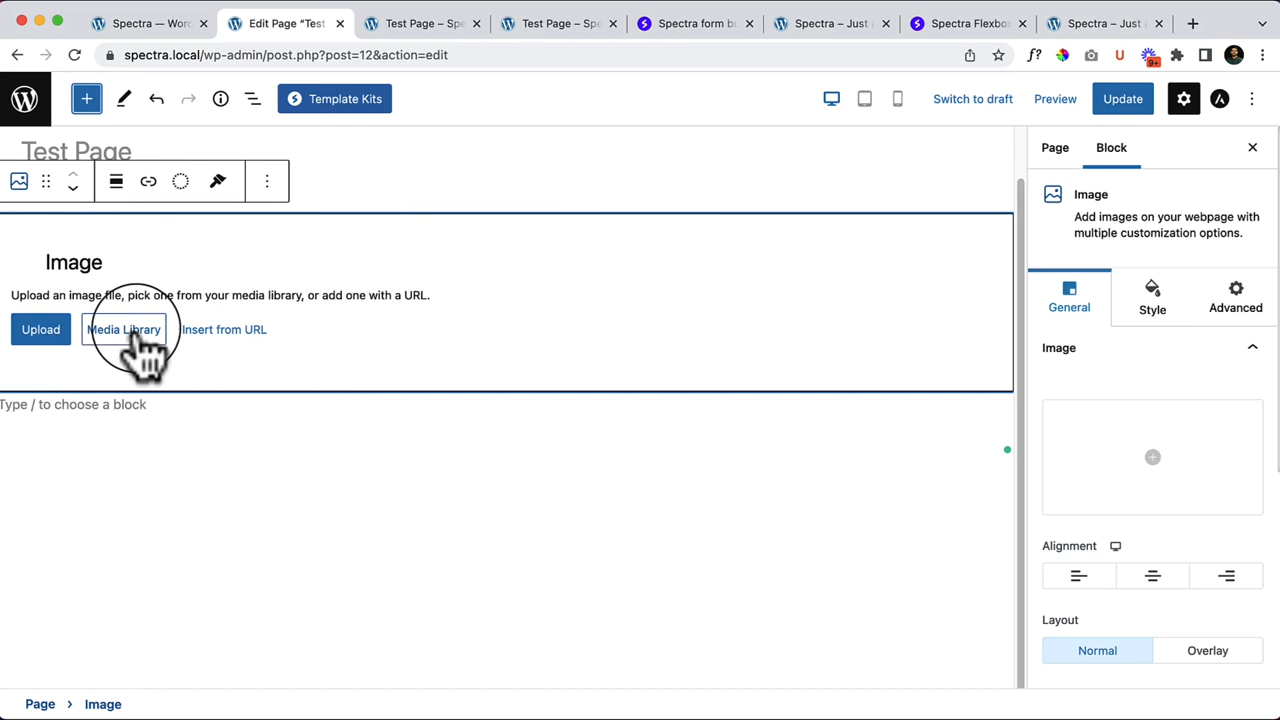 Spectra — Wor
Edit Page “Test
Test Page – Spe
Test Page – Spe
Spectra form bu
Spectra – Just a
Spectra Flexbo
Spectra – Just a
spectra.local/wp-admin/post.php?post=12&action=edit
f?
U
9+
Template Kits
Switch to draft
Preview
Update
Test Page
Page
Block
Image
Add images on your webpage with
multiple customization options.
Image
Upload an image file, pick one from your media library, or add one with a URL.
Upload
Media Library
Insert from URL
General
Style
Advanced
Image
Type / to choose a block
Alignment
Layout
Normal
Overlay
Page
Image